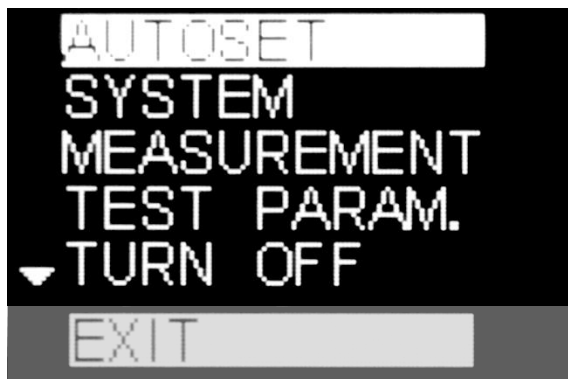 AUTOSET
SYSTEM
MEASUREMENT
TEST PARAM.
TURN OFF
EXIT